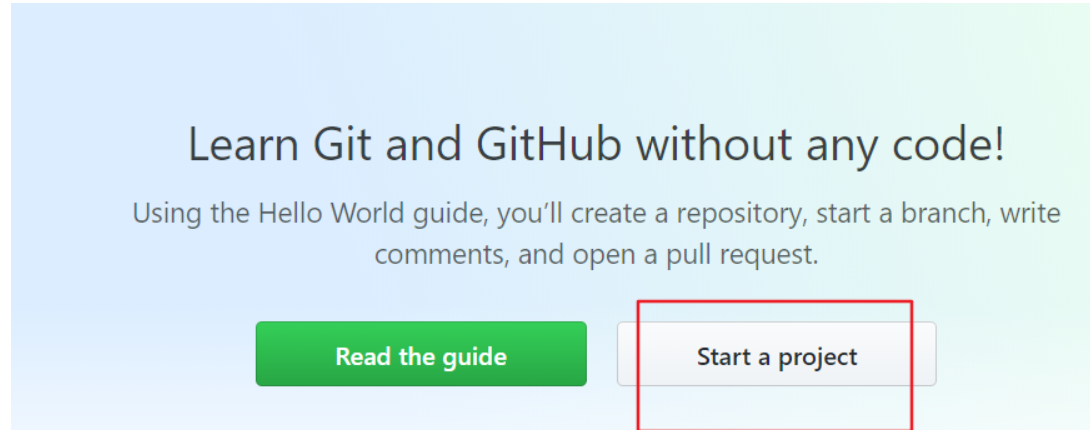 Learn Git and GitHub without any code!
Using the Hello World guide, you’ll create a repository, start a branch, write
comments, and open a pull request.
Read the guide
Start a project